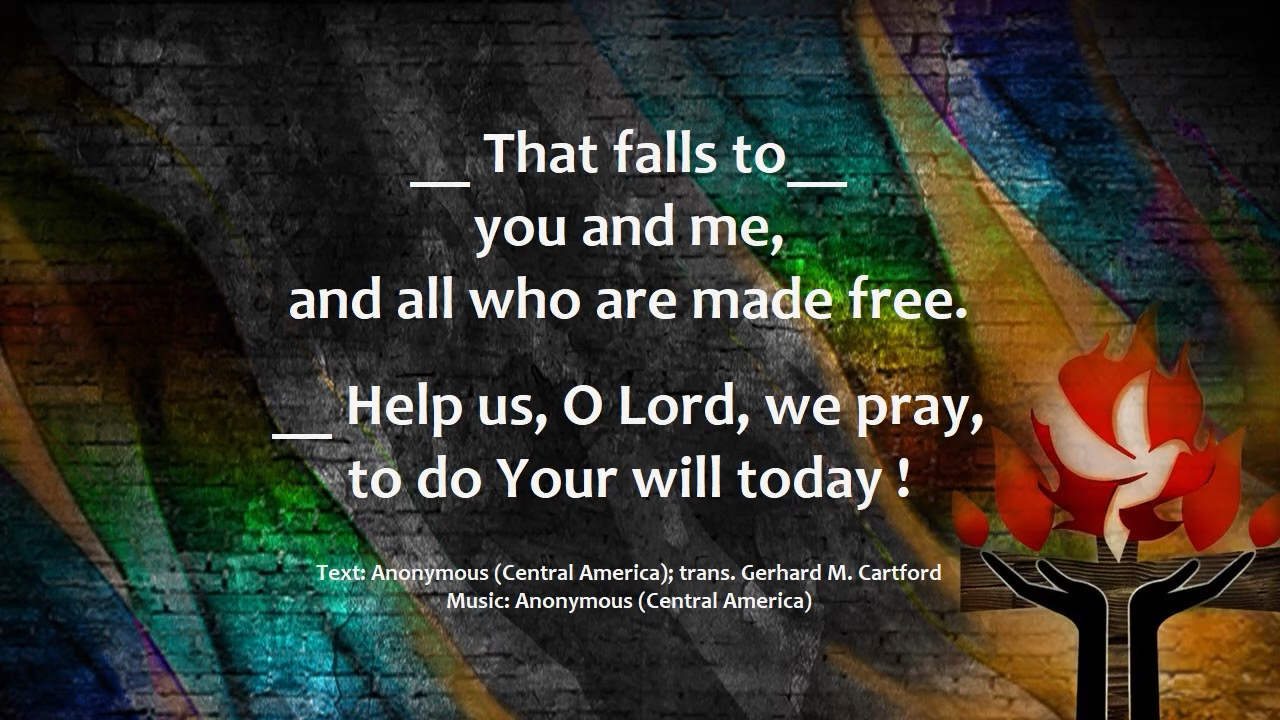 __ That falls to__
you and me,
and all who are made free.
__ Help us, O Lord, we pray,
to do Your will today !
Text: Anonymous (Central America); trans. Gerhard M. Cartford
Music: Anonymous (Central America)